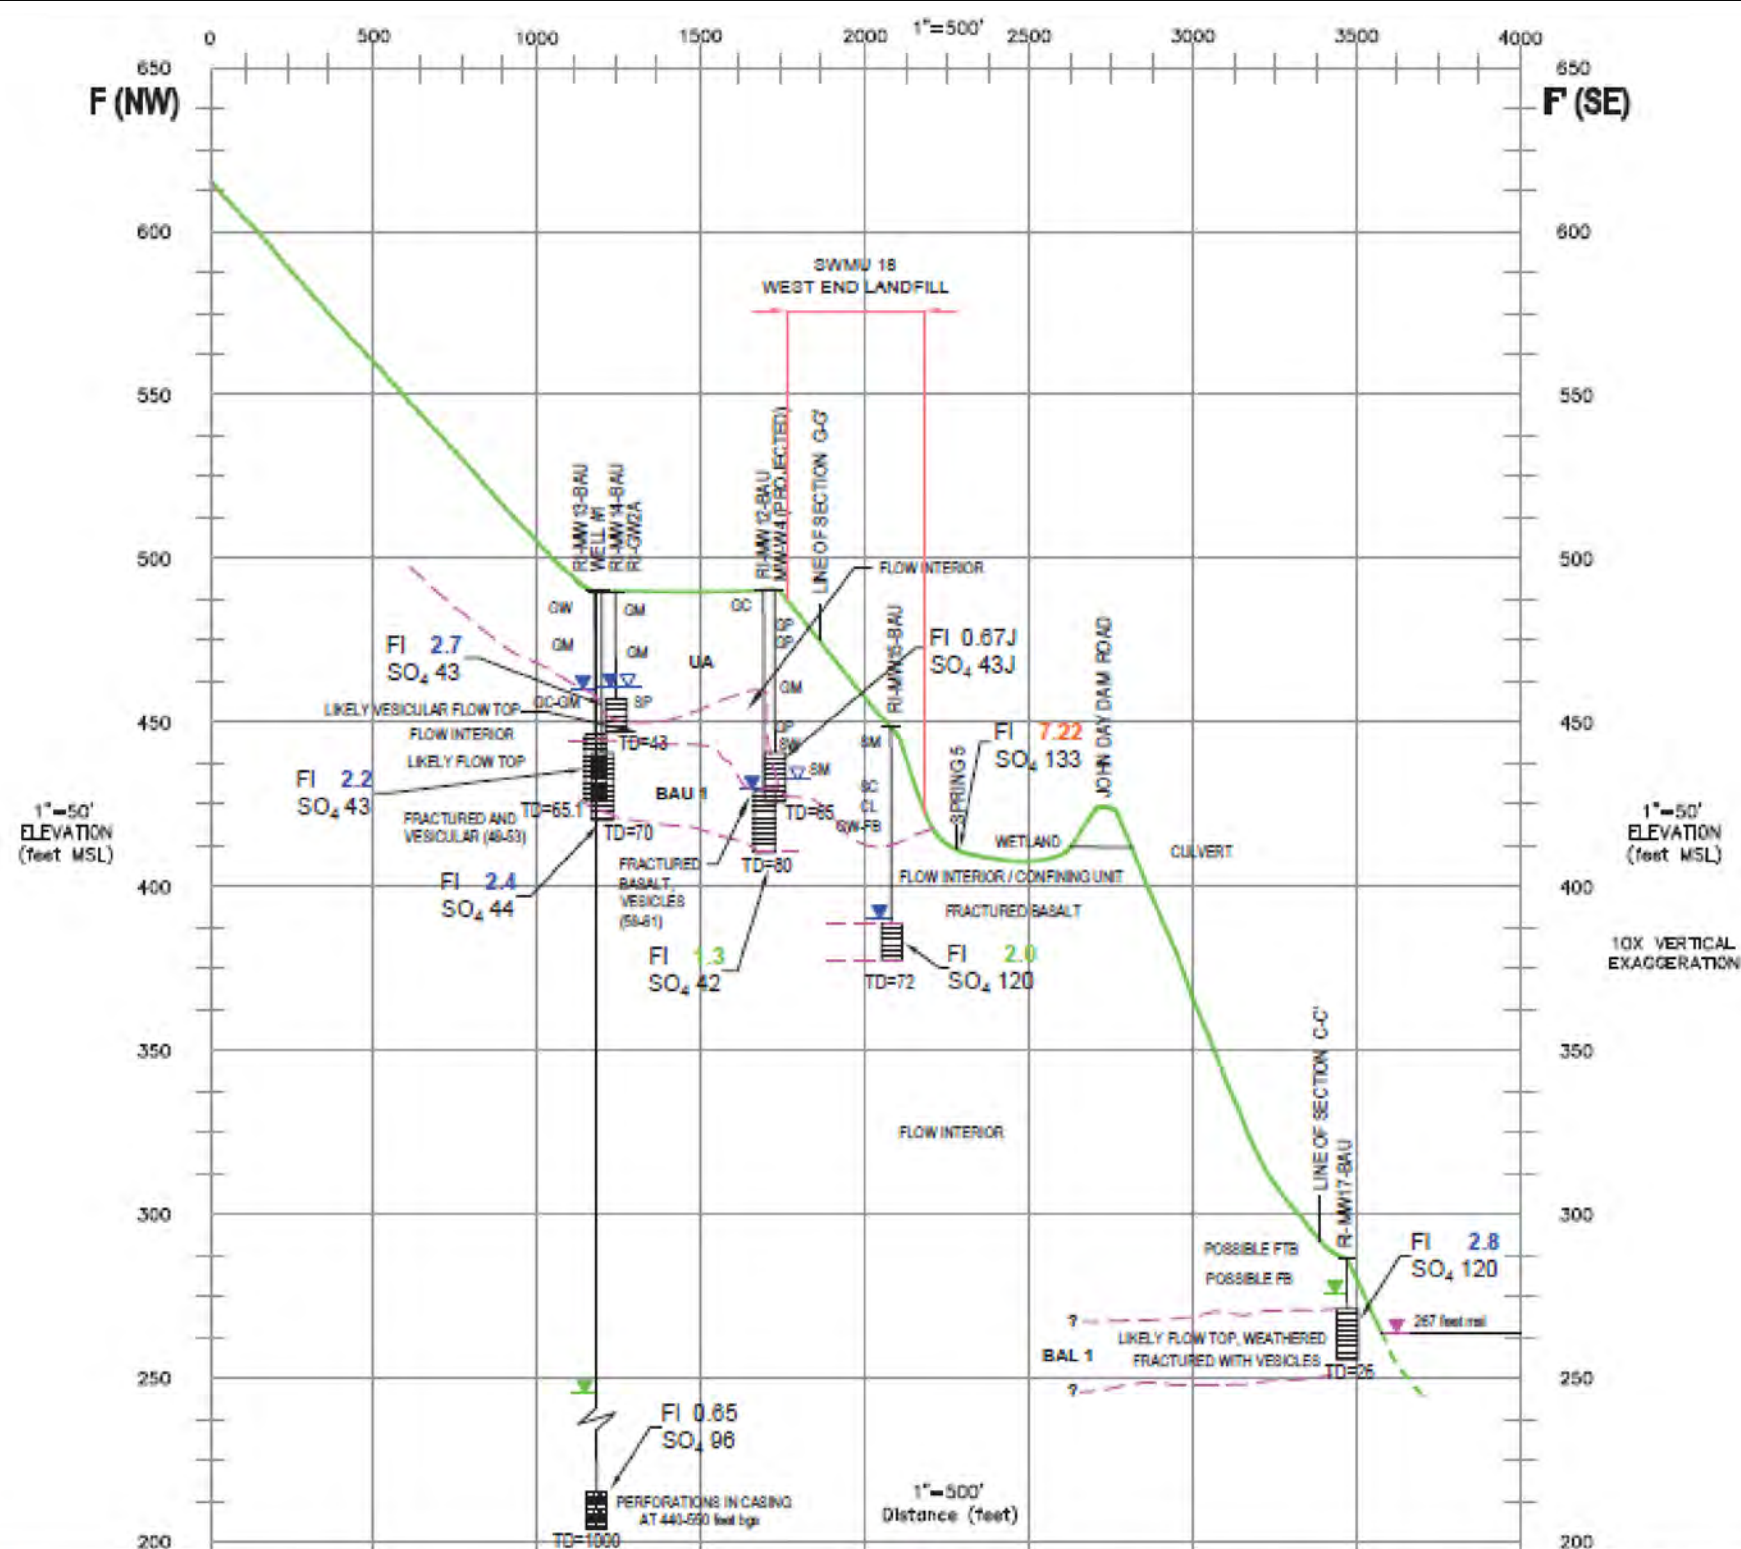 1"=500'
0 500 1000 1500 2000 2500 3000 3500 4000
650 650
F (NW) F' (SE)
600 600
SWMU 18
WEST END LANDFILL
550 550
RI-MW13-BAU
WELL #1
RI-MW14-BAU
RI-GW2A
RI-MW12-BAU
MW-W4 (PROJECTED)
LINE OF SECTION G-G'
500 500
FLOW INTERIOR
GW
GM
GM
GM
GC
GP
GP
UA
GM
GC-GM
SP
GP
SW
SM
RI-MW15-BAU
FI 2.7
SO₄ 43
FI 0.67J
SO₄ 43J
JOHN DAY DAM ROAD
LIKELY VESICULAR FLOW TOP
450 450
FLOW INTERIOR
TD=43
SM
SPRING 5
FI 7.22
SO₄ 133
LIKELY FLOW TOP
FI 2.2
SO₄ 43
BAU 1
SC
CL
GW-FB
TD=65.1
TD=65
FRACTURED AND
VESICULAR (48-53)
TD=70
1"=50'
ELEVATION
(feet MSL)
1"=50'
ELEVATION
(feet MSL)
WETLAND
CULVERT
TD=80
FRACTURED
BASALT,
VESICLES
(58-61)
FLOW INTERIOR / CONFINING UNIT
400 400
FI 2.4
SO₄ 44
FRACTURED BASALT
10X VERTICAL
EXAGGERATION
FI 1.3
SO₄ 42
FI 2.0
SO₄ 120
TD=72
350 350
FLOW INTERIOR
LINE OF SECTION C-C'
RI-MW17-BAU
300 300
POSSIBLE FTB
POSSIBLE FB
FI 2.8
SO₄ 120
?
267 feet msl
LIKELY FLOW TOP, WEATHERED
BAL 1
FRACTURED WITH VESICLES
TD=26
250 250
?
FI 0.65
SO₄ 96
PERFORATIONS IN CASING
AT 440-550 feet bgs
1"=500'
Distance (feet)
TD=1000
200 200